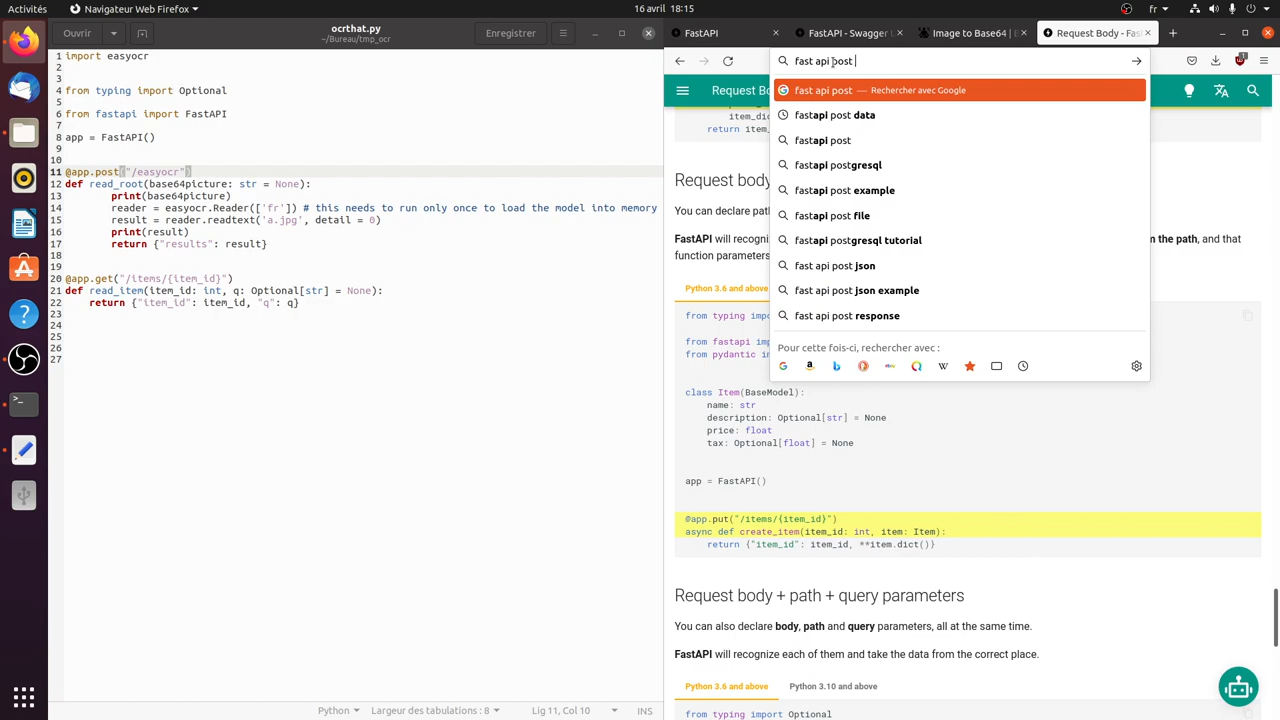 Activités
Navigateur web Firefox
16 avril 18:15
fr
Ouvrir
ocrthat.py
~/Bureau/tmp_ocr
Enregistrer
1 import easyocr
2
3
4 from typing import Optional
5
6 from fastapi import FastAPI
7
8 app = FastAPI()
9
10
11 @app.post("/easyocr")
12 def read_root(base64picture: str = None):
13 print(base64picture)
14 reader = easyocr.Reader(['fr']) # this needs to run only once to load the model into memory
15 result = reader.readtext('a.jpg', detail = 0)
16 print(result)
17 return {"results": result}
18
19
20 @app.get("/items/{item_id}")
21 def read_item(item_id: int, q: Optional[str] = None):
22 return {"item_id": item_id, "q": q}
23
24
25
26
27
Python
Largeur des tabulations : 8
Lig 11, Col 10
INS
FastAPI
FastAPI - Swagger
Image to Base64 |
Request Body - Fas
fast api post
1
fast api post — Rechercher avec Google
fastapi post data
fastapi post
fastapi postgresql
fastapi post example
fastapi post file
fastapi postgresql tutorial
fast api post json
fast api post json example
fast api post response
Pour cette fois-ci, rechercher avec :
Request Bo
item_dic
return item_
Request body
You can declare pat
FastAPI will recogniz
m the path, and that
function parameters
Python 3.6 and above
from typing impo
from fastapi imp
from pydantic im
class Item(BaseModel):
name: str
description: Optional[str] = None
price: float
tax: Optional[float] = None
app = FastAPI()
@app.put("/items/{item_id}")
async def create_item(item_id: int, item: Item):
return {"item_id": item_id, **item.dict()}
Request body + path + query parameters
You can also declare body, path and query parameters, all at the same time.
FastAPI will recognize each of them and take the data from the correct place.
Python 3.6 and above
Python 3.10 and above
from typing import Optional